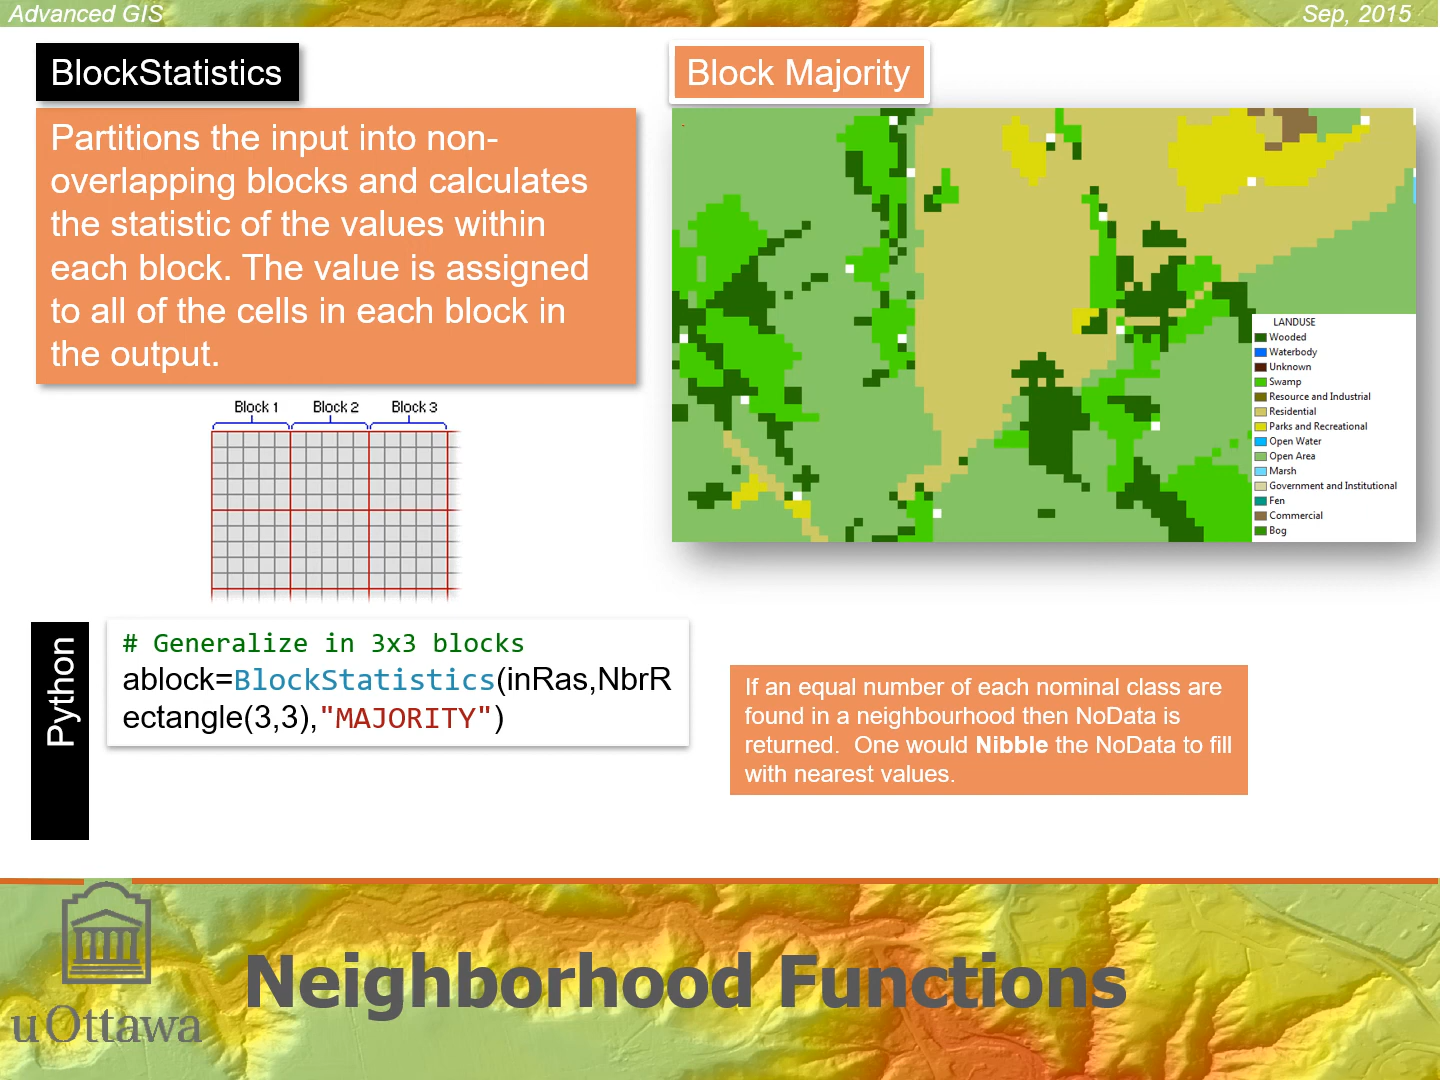 Advanced GIS
Sep, 2015
BlockStatistics
Block Majority
Partitions the input into non-
overlapping blocks and calculates
the statistic of the values within
each block. The value is assigned
to all of the cells in each block in
the output.
LANDUSE
Wooded
Waterbody
Unknown
Swamp
Resource and Industrial
Residential
Parks and Recreational
Open Water
Open Area
Marsh
Government and Institutional
Fen
Commercial
Bog
Block 1 Block 2 Block 3
Python
# Generalize in 3x3 blocks
ablock=BlockStatistics(inRas,NbrR
ectangle(3,3),"MAJORITY")
If an equal number of each nominal class are
found in a neighbourhood then NoData is
returned.  One would Nibble the NoData to fill
with nearest values.
Neighborhood Functions
uOttawa